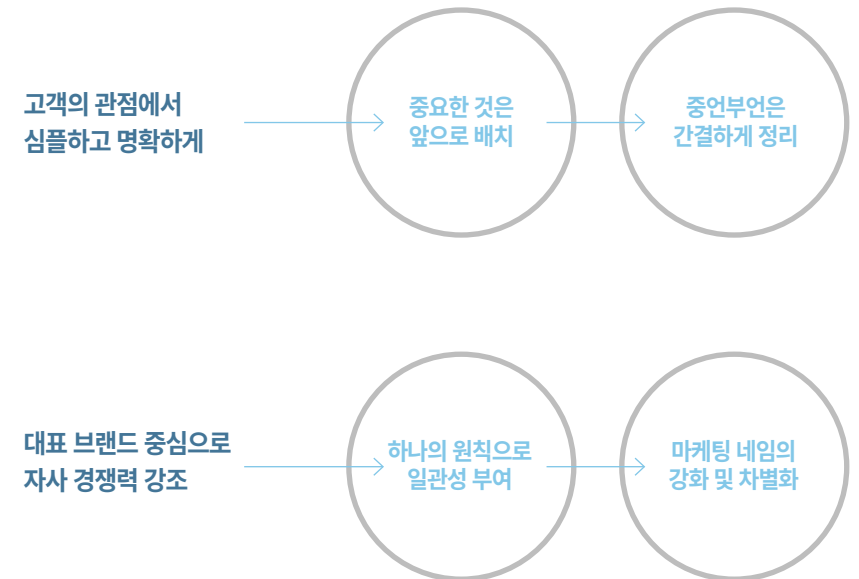 고객의 관점에서
심플하고 명확하게
중요한 것은
앞으로 배치
중언부언은
간결하게 정리
대표 브랜드 중심으로
자사 경쟁력 강조
하나의 원칙으로
일관성 부여
마케팅 네임의
강화 및 차별화